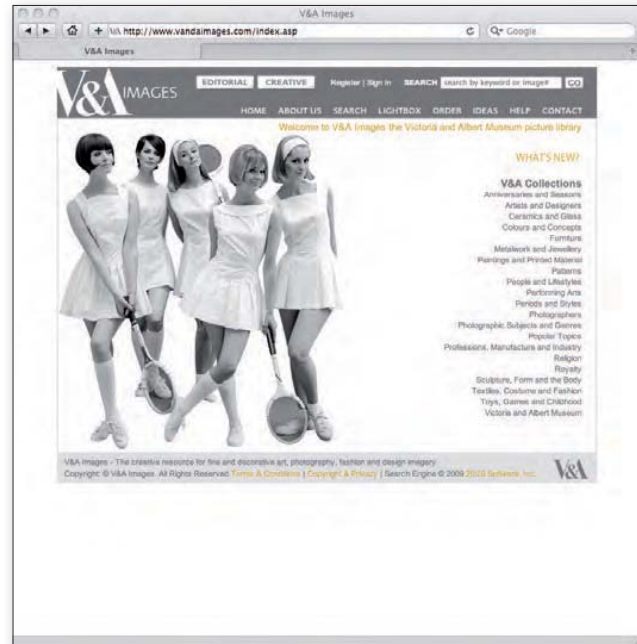 V&A Images
http://www.vandaimages.com/index.asp
Google
V&A Images
V&A IMAGES
EDITORIAL CREATIVE Register | Sign In SEARCH search by keyword or image# GO
HOME ABOUT US SEARCH LIGHTBOX ORDER IDEAS HELP CONTACT
Welcome to V&A Images the Victoria and Albert Museum picture library
WHAT'S NEW?
V&A Collections
Anniversaries and Seasons
Artists and Designers
Ceramics and Glass
Colours and Concepts
Furniture
Metalwork and Jewellery
Paintings and Printed Material
Patterns
People and Lifestyles
Performing Arts
Periods and Styles
Photographers
Photographic Subjects and Genres
Popular Topics
Professions, Manufacture and Industry
Religion
Royalty
Sculpture, Form and the Body
Textiles, Costume and Fashion
Toys, Games and Childhood
Victoria and Albert Museum
V&A Images - The creative resource for fine and decorative art, photography, fashion and design imagery
Copyright © V&A Images. All Rights Reserved Terms & Conditions | Copyright & Privacy | Search Engine © 2009 Software, Inc.
V&A